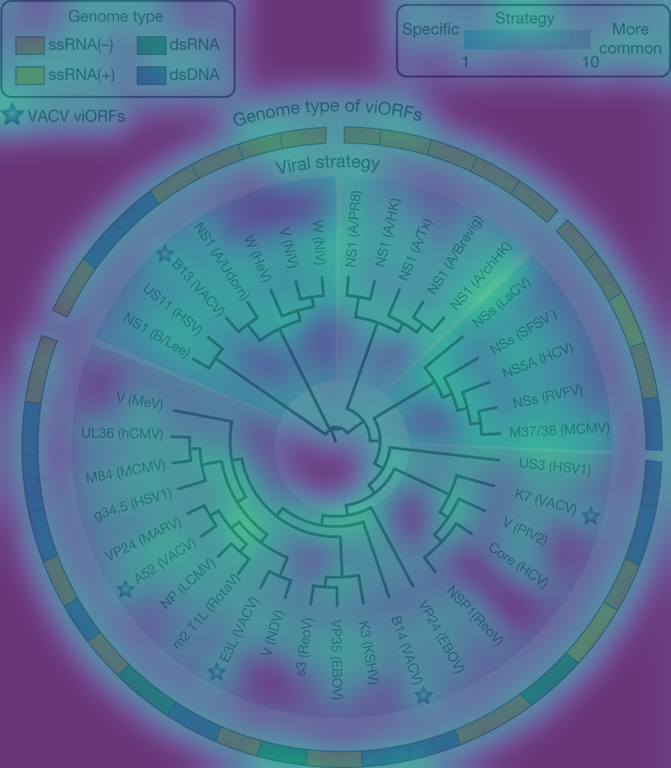 Genome type
ssRNA(–)
dsRNA
ssRNA(+)
dsDNA
VACV viORFs
Strategy
Specific
More
common
1
10
Genome type of viORFs
Viral strategy
NS1 (A/PR8)
NS1 (A/HK)
NS1 (A/Tx)
NS1 (A/Brevig)
NS1 (A/chHK)
NSs (LaCV)
NSs (SFSV)
NS5A (HCV)
NSs (RVFV)
M37/38 (MCMV)
US3 (HSV1)
K7 (VACV)
V (PIV2)
Core (HCV)
NSP1(ReoV)
VP24 (EBOV)
B14 (VACV)
K3 (KSHV)
VP35 (EBOV)
s3 (ReoV)
V (NDV)
E3L (VACV)
m2 T1L (RotaV)
NP (LCMV)
A52 (VACV)
VP24 (MARV)
g34.5 (HSV1)
M84 (MCMV)
UL36 (hCMV)
V (MeV)
NS1 (B/Lee)
US11 (HSV)
B13 (VACV)
NS1 (A/Udorn)
W (HeV)
V (NiV)
W (NiV)